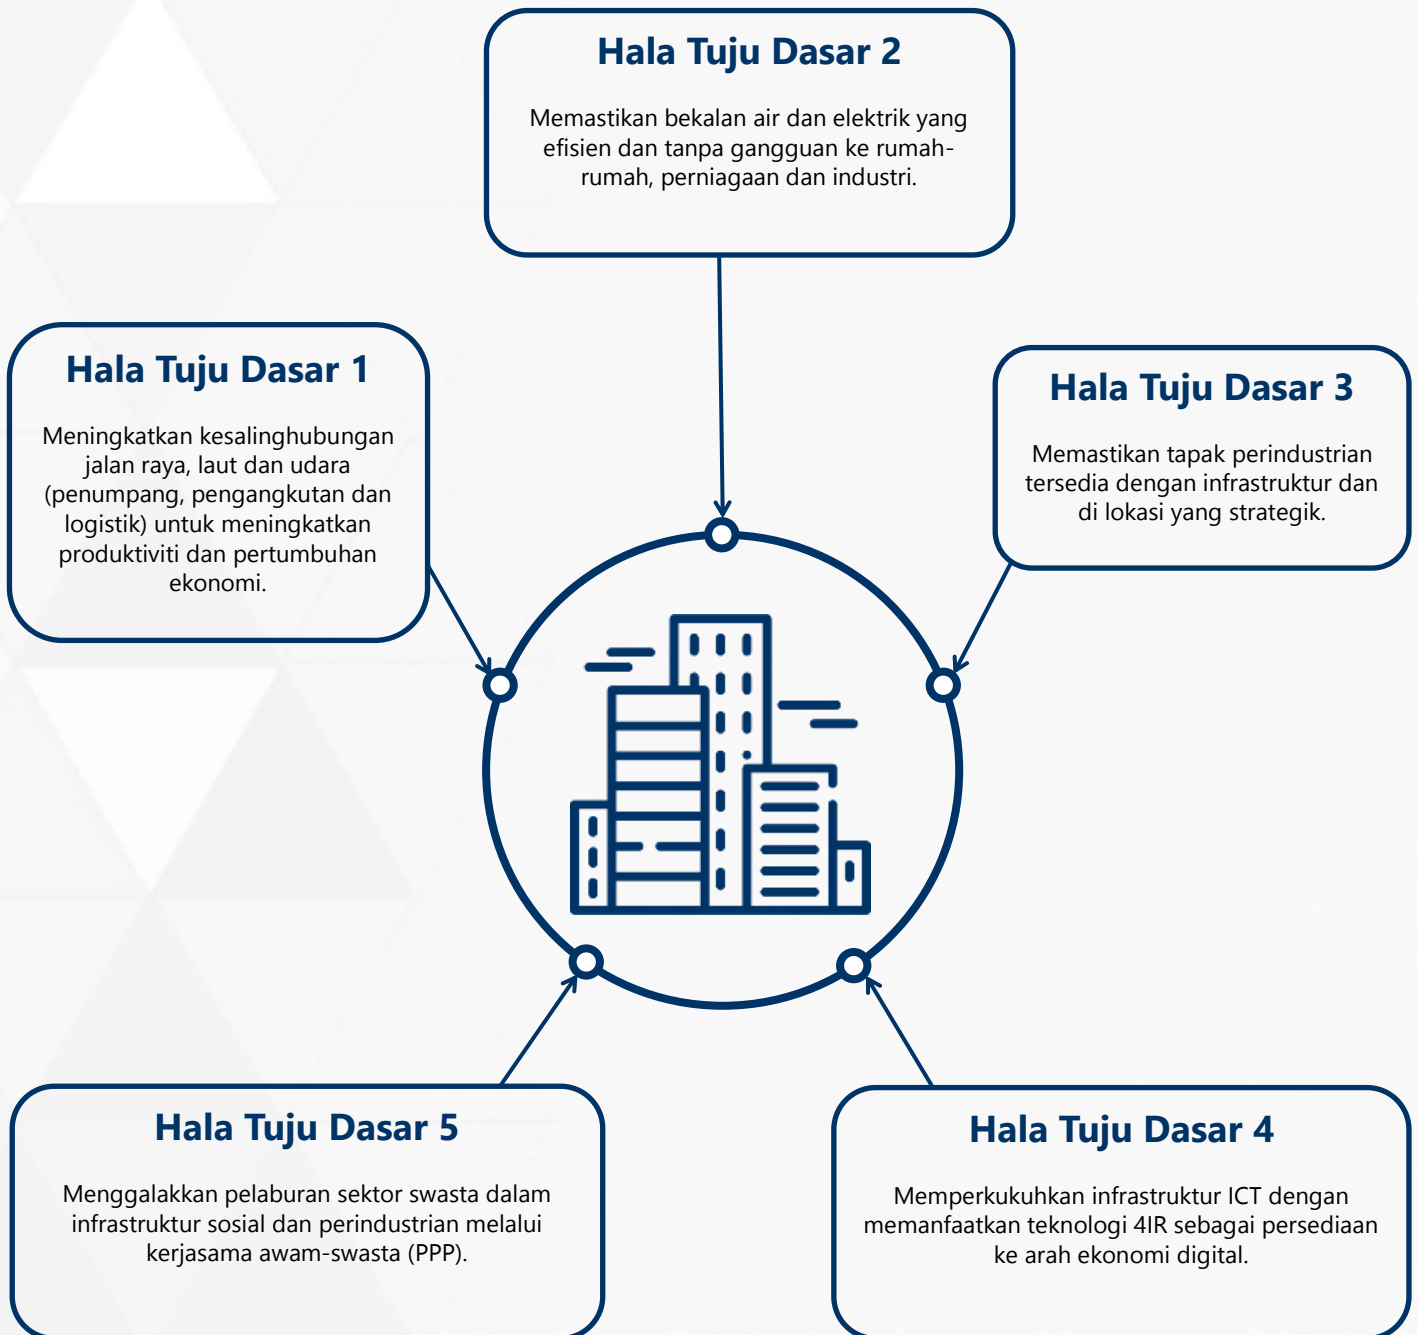 Hala Tuju Dasar 2
Memastikan bekalan air dan elektrik yang
efisien dan tanpa gangguan ke rumah-
rumah, perniagaan dan industri.
Hala Tuju Dasar 1
Meningkatkan kesalinghubungan
jalan raya, laut dan udara
(penumpang, pengangkutan dan
logistik) untuk meningkatkan
produktiviti dan pertumbuhan
ekonomi.
Hala Tuju Dasar 3
Memastikan tapak perindustrian
tersedia dengan infrastruktur dan
di lokasi yang strategik.
Hala Tuju Dasar 5
Menggalakkan pelaburan sektor swasta dalam
infrastruktur sosial dan perindustrian melalui
kerjasama awam-swasta (PPP).
Hala Tuju Dasar 4
Memperkukuhkan infrastruktur ICT dengan
memanfaatkan teknologi 4IR sebagai persediaan
ke arah ekonomi digital.